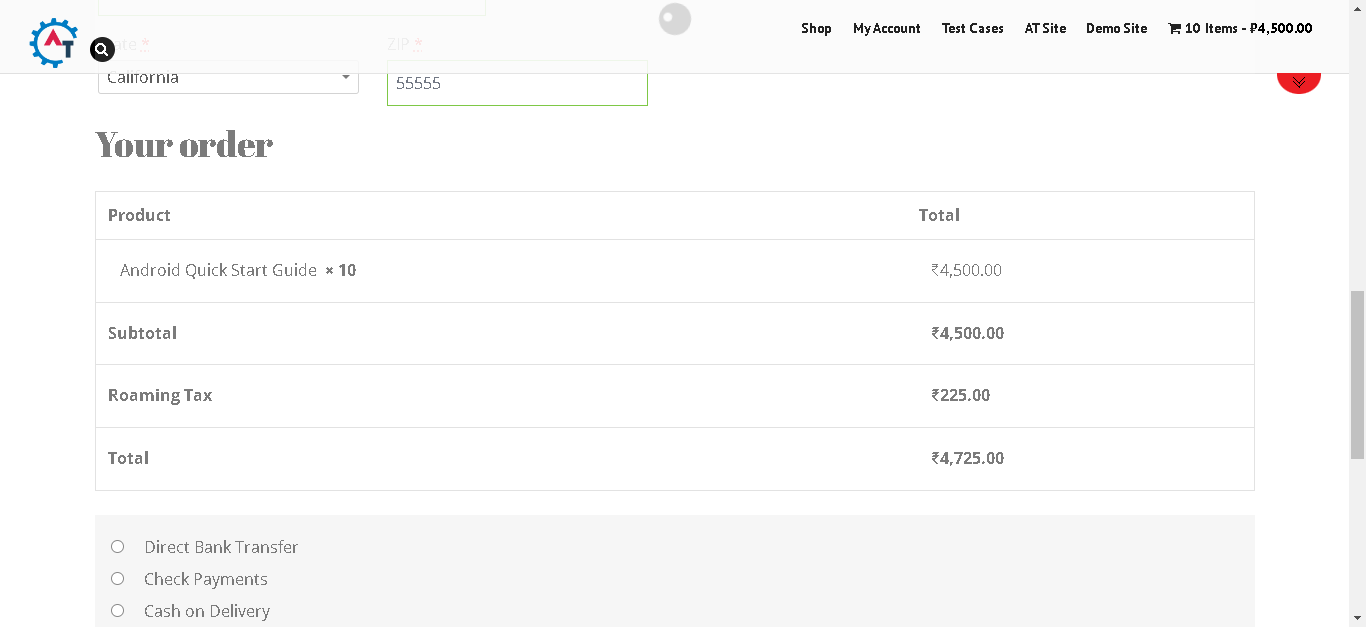 Shop My Account Test Cases AT Site Demo Site 10 Items - ₽4,500.00
AT
State * ZIP *
California 55555
Your order
Product Total
Android Quick Start Guide × 10 ₹4,500.00
Subtotal ₹4,500.00
Roaming Tax ₹225.00
Total ₹4,725.00
Direct Bank Transfer
Check Payments
Cash on Delivery